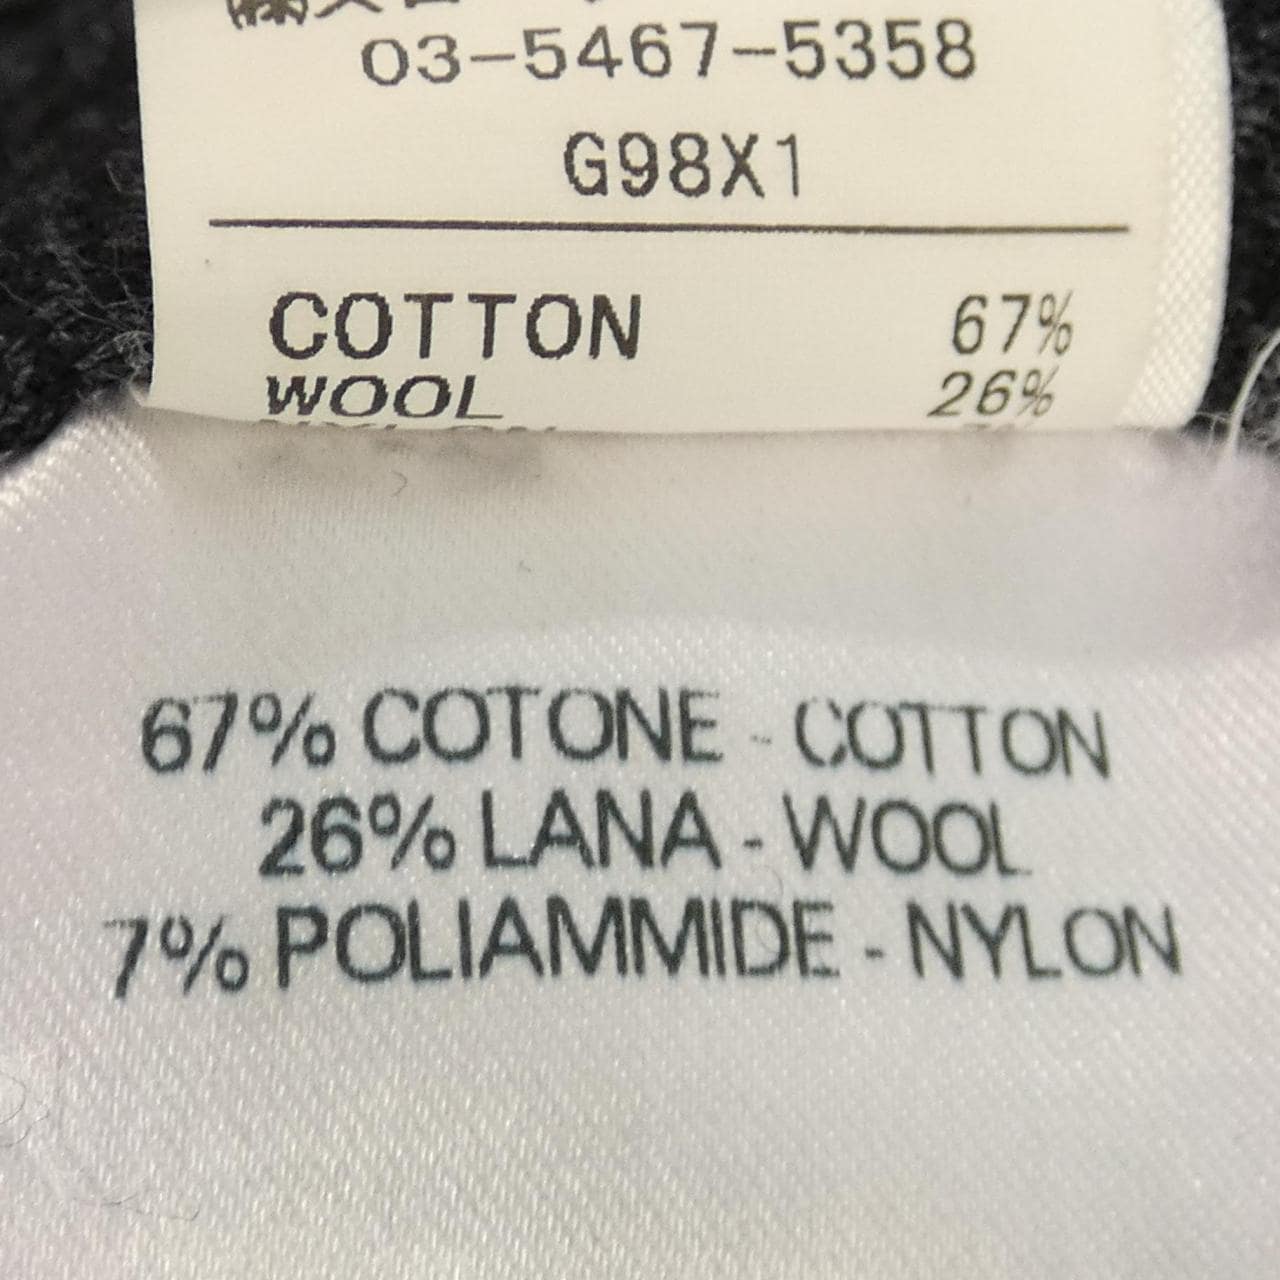 03-5467-5358
G98X1
COTTON 67%
WOOL 26%
67% COTONE - COTTON
26% LANA - WOOL
7% POLIAMMIDE - NYLON